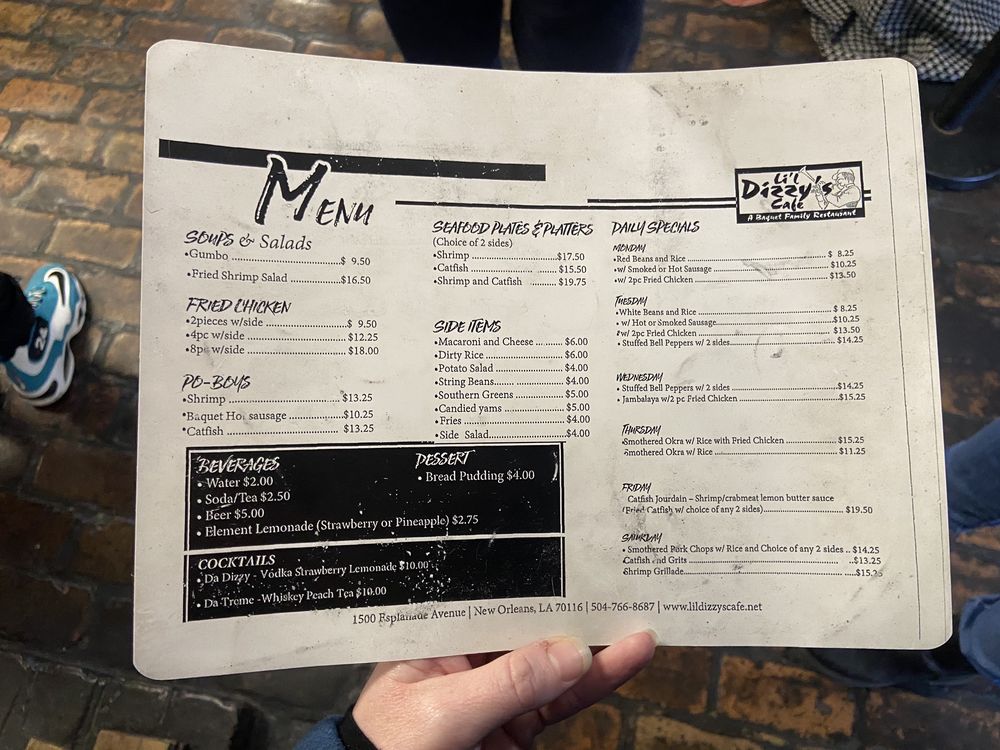 MENU
Li'l
Dizzy's
Cafe
A Baquet Family Restaurant
SOUPS & Salads
•Gumbo ........................................$ 9.50
•Fried Shrimp Salad ....................$16.50
FRIED CHICKEN
•2pieces w/side ...........................$ 9.50
•4pc w/side .................................$12.25
•8pc w/side .................................$18.00
PO-BOYS
•Shrimp .......................................$13.25
•Baquet Hot sausage ....................$10.25
•Catfish ........................................ $13.25
SEAFOOD PLATES & PLATTERS
(Choice of 2 sides)
•Shrimp ................................$17.50
•Catfish ................................ $15.50
•Shrimp and Catfish ............ $19.75
SIDE ITEMS
•Macaroni and Cheese ..........$6.00
•Dirty Rice ............................$6.00
•Potato Salad ........................$4.00
•String Beans.........................$4.00
•Southern Greens .................$5.00
•Candied yams .....................$5.00
•Fries ....................................$4.00
•Side Salad............................$4.00
BEVERAGES
• Water $2.00
• Soda/Tea $2.50
• Beer $5.00
• Element Lemonade (Strawberry or Pineapple) $2.75
DESSERT
• Bread Pudding $4.00
COCKTAILS
• Da Dizzy - Vodka Strawberry Lemonade $10.00
• Da Treme -Whiskey Peach Tea $10.00
DAILY SPECIALS
MONDAY
•Red Beans and Rice ........................................ $ 8.25
•w/ Smoked or Hot Sausage ............................$10.25
•w/ 2pc Fried Chicken ....................................$13.50
TUESDAY
•White Beans and Rice ....................................$ 8.25
• w/ Hot or Smoked Sausage............................$10.25
•w/ 2pc Fried Chicken .................................... $13.50
• Stuffed Bell Peppers w/ 2 sides......................$14.25
WEDNESDAY
• Stuffed Bell Peppers w/ 2 sides ......................$14.25
• Jambalaya w/2 pc Fried Chicken ....................$15.25
THURSDAY
•Smothered Okra w/ Rice with Fried Chicken ....................$15.25
Smothered Okra w/ Rice ........................................$11.25
FRIDAY
Catfish Jourdain – Shrimp/crabmeat lemon butter sauce
(Fried Catfish w/ choice of any 2 sides)............................ $19.50
SATURDAY
• Smothered Pork Chops w/ Rice and Choice of any 2 sides .. $14.25
Catfish and Grits ........................................ ..$13.25
Shrimp Grillade........................................ ....$15.25
1500 Esplanade Avenue | New Orleans, LA 70116 | 504-766-8687 | www.lildizzyscafe.net